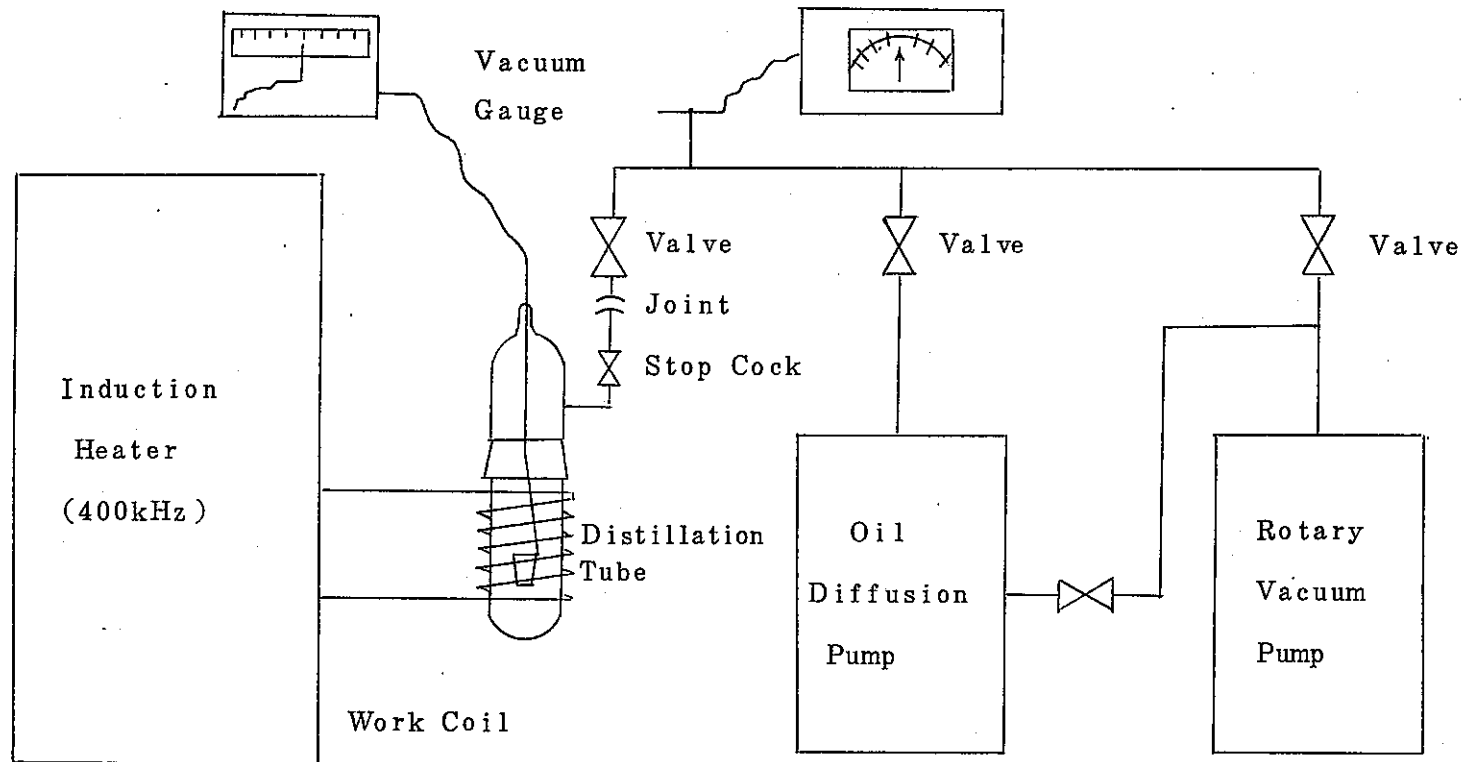 Vacuum
Gauge
Valve
Valve
Valve
Joint
Stop Cock
Induction
Heater
(400kHz)
Distillation
Tube
Oil
Diffusion
Pump
Rotary
Vacuum
Pump
Work Coil